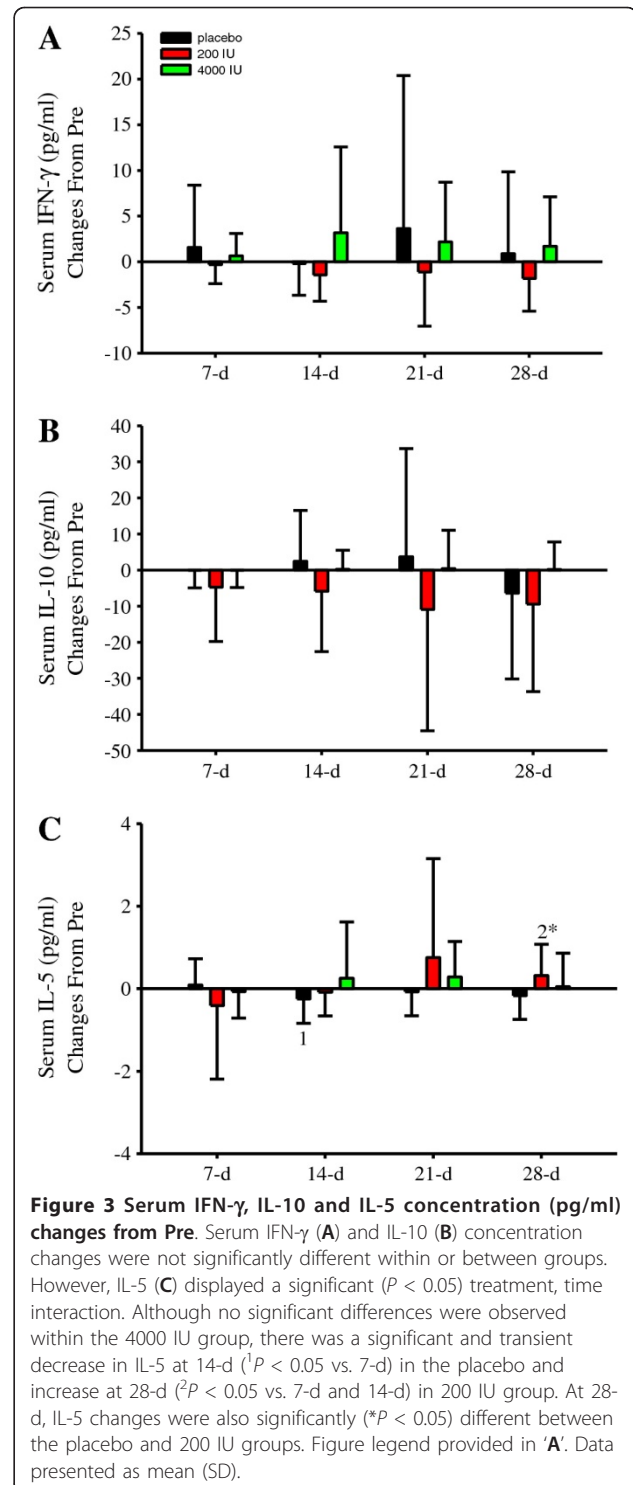 A
placebo
200 IU
4000 IU
Serum IFN-γ (pg/ml)
Changes From Pre
25
20
15
10
5
0
-5
-10
7-d 14-d 21-d 28-d
B
Serum IL-10 (pg/ml)
Changes From Pre
40
30
20
10
0
-10
-20
-30
-40
-50
7-d 14-d 21-d 28-d
C
Serum IL-5 (pg/ml)
Changes From Pre
4
2
0
-2
-4
1
2*
7-d 14-d 21-d 28-d
Figure 3 Serum IFN-γ, IL-10 and IL-5 concentration (pg/ml)
changes from Pre. Serum IFN-γ (A) and IL-10 (B) concentration
changes were not significantly different within or between groups.
However, IL-5 (C) displayed a significant (P < 0.05) treatment, time
interaction. Although no significant differences were observed
within the 4000 IU group, there was a significant and transient
decrease in IL-5 at 14-d (¹P < 0.05 vs. 7-d) in the placebo and
increase at 28-d (²P < 0.05 vs. 7-d and 14-d) in 200 IU group. At 28-
d, IL-5 changes were also significantly (*P < 0.05) different between
the placebo and 200 IU groups. Figure legend provided in ‘A’. Data
presented as mean (SD).